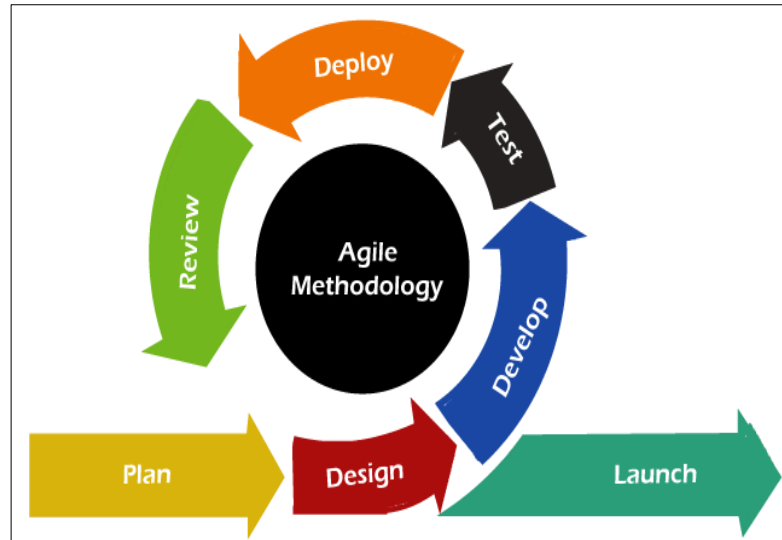 Deploy
Test
Review
Agile
Methodology
Develop
Plan
Design
Launch